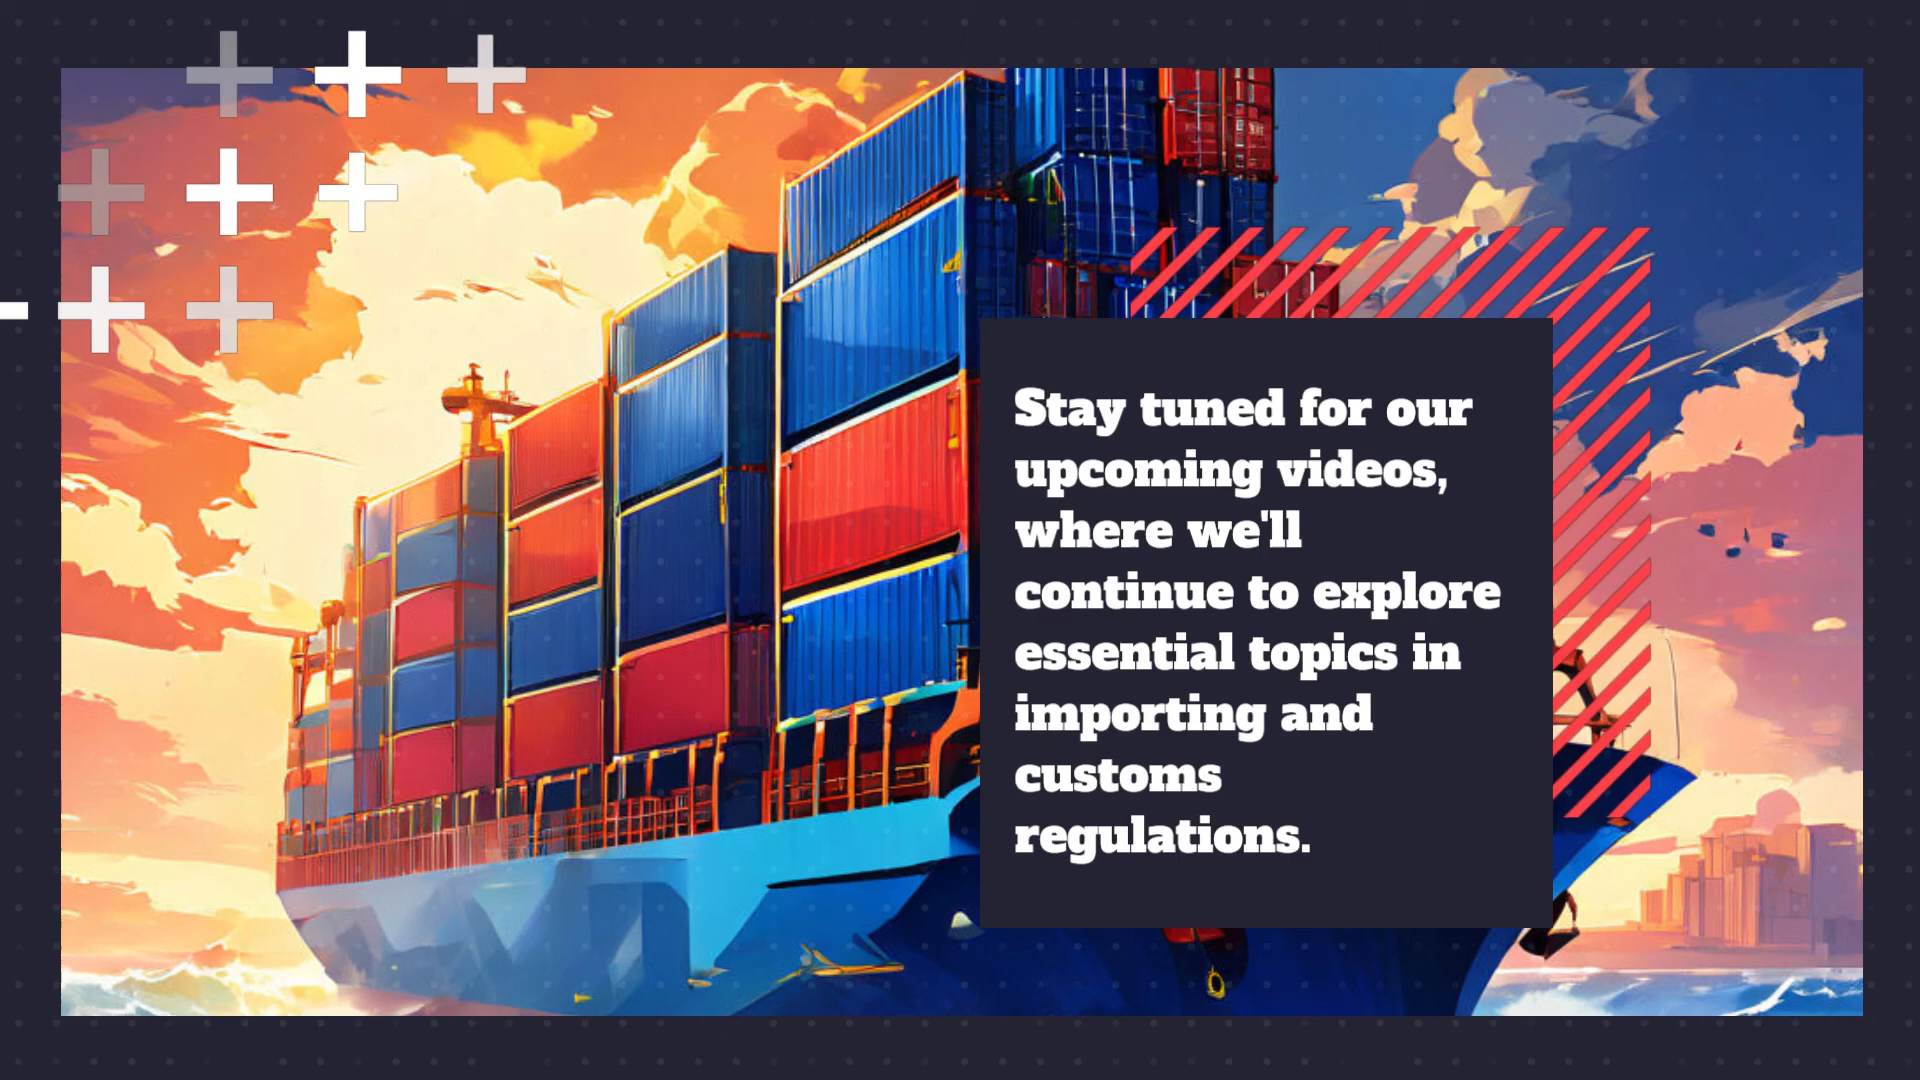 Stay tuned for our
upcoming videos,
where we'll
continue to explore
essential topics in
importing and
customs
regulations.